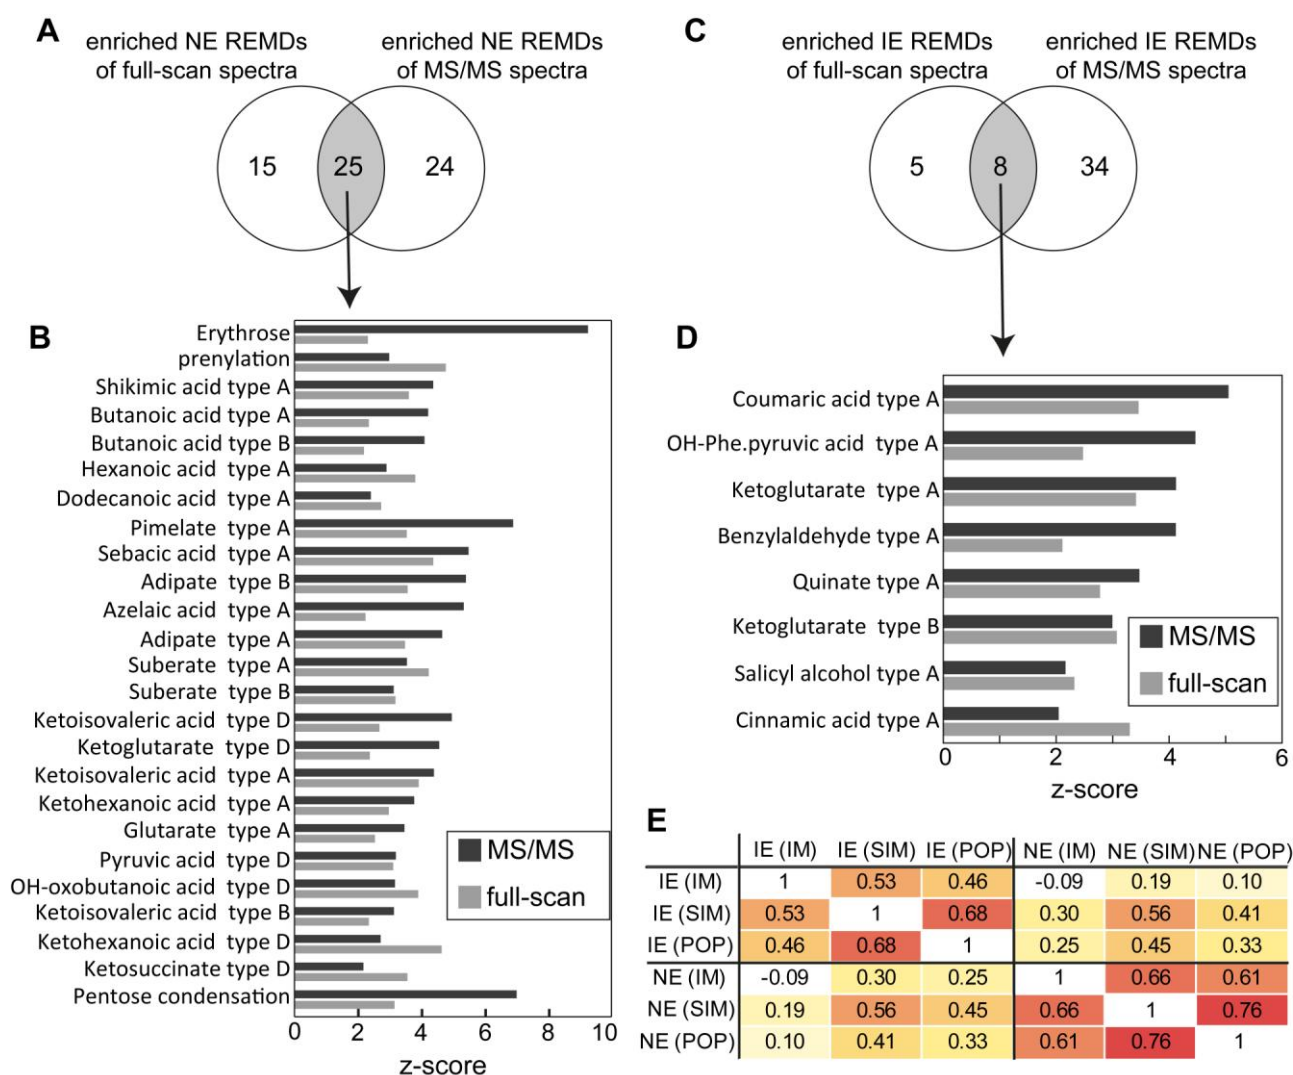 A
enriched NE REMDs
of full-scan spectra
enriched NE REMDs
of MS/MS spectra
15
25
24
C
enriched IE REMDs
of full-scan spectra
enriched IE REMDs
of MS/MS spectra
5
8
34
B
Erythrose
prenylation
Shikimic acid type A
Butanoic acid type A
Butanoic acid type B
Hexanoic acid type A
Dodecanoic acid type A
Pimelate type A
Sebacic acid type A
Adipate type B
Azelaic acid type A
Adipate type A
Suberate type A
Suberate type B
Ketoisovaleric acid type D
Ketoglutarate type D
Ketoisovaleric acid type A
Ketohexanoic acid type A
Glutarate type A
Pyruvic acid type D
OH-oxobutanoic acid type D
Ketoisovaleric acid type B
Ketohexanoic acid type D
Ketosuccinate type D
Pentose condensation
MS/MS
full-scan
0 2 4 6 8 10
z-score
D
Coumaric acid type A
OH-Phe.pyruvic acid type A
Ketoglutarate type A
Benzylaldehyde type A
Quinate type A
Ketoglutarate type B
Salicyl alcohol type A
Cinnamic acid type A
MS/MS
full-scan
0 2 4 6
z-score
E
IE (IM) IE (SIM) IE (POP) NE (IM) NE (SIM) NE (POP)
IE (IM) 1 0.53 0.46 -0.09 0.19 0.10
IE (SIM) 0.53 1 0.68 0.30 0.56 0.41
IE (POP) 0.46 0.68 1 0.25 0.45 0.33
NE (IM) -0.09 0.30 0.25 1 0.66 0.61
NE (SIM) 0.19 0.56 0.45 0.66 1 0.76
NE (POP) 0.10 0.41 0.33 0.61 0.76 1